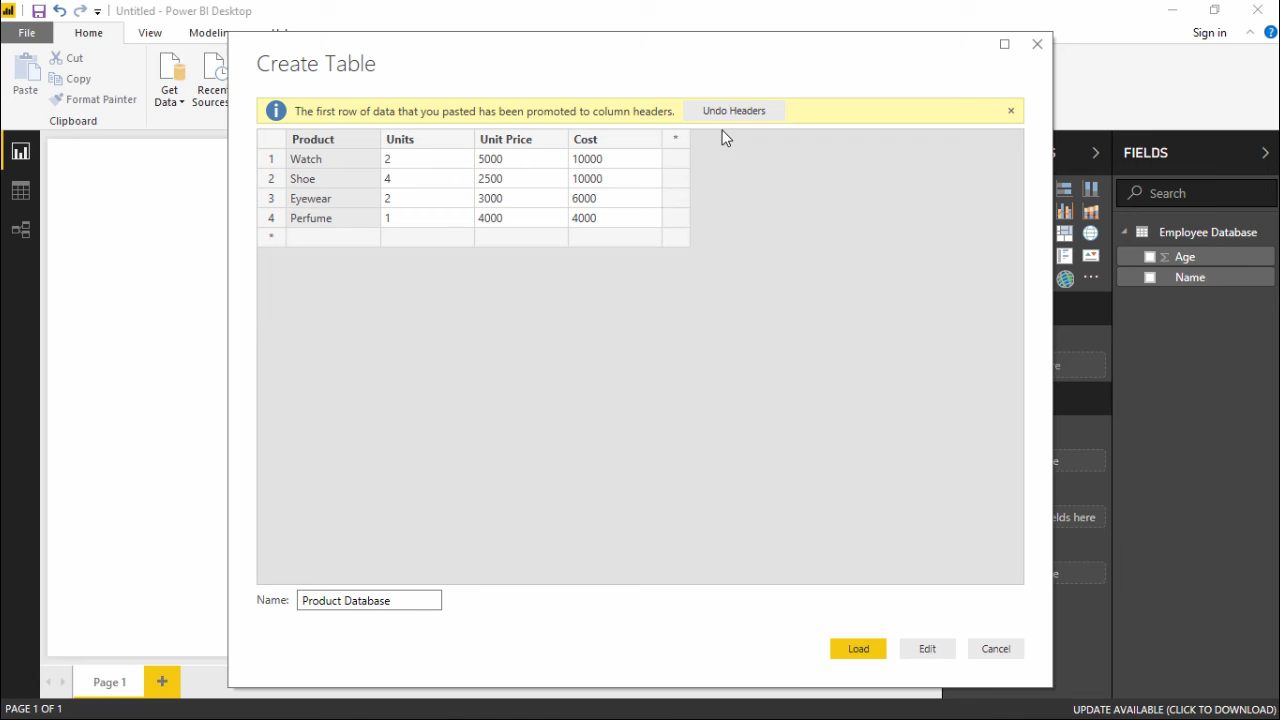 Untitled - Power BI Desktop
File Home View Modelin Sign in
Paste
Cut
Copy
Format Painter
Clipboard
Get Data
Recent Sources
Create Table
The first row of data that you pasted has been promoted to column headers. Undo Headers
Product Units Unit Price Cost *
1 Watch 2 5000 10000
2 Shoe 4 2500 10000
3 Eyewear 2 3000 6000
4 Perfume 1 4000 4000
*
Name: Product Database
Load Edit Cancel
FIELDS
Search
Employee Database
Age
Name
elds here
Page 1
PAGE 1 OF 1
UPDATE AVAILABLE (CLICK TO DOWNLOAD)